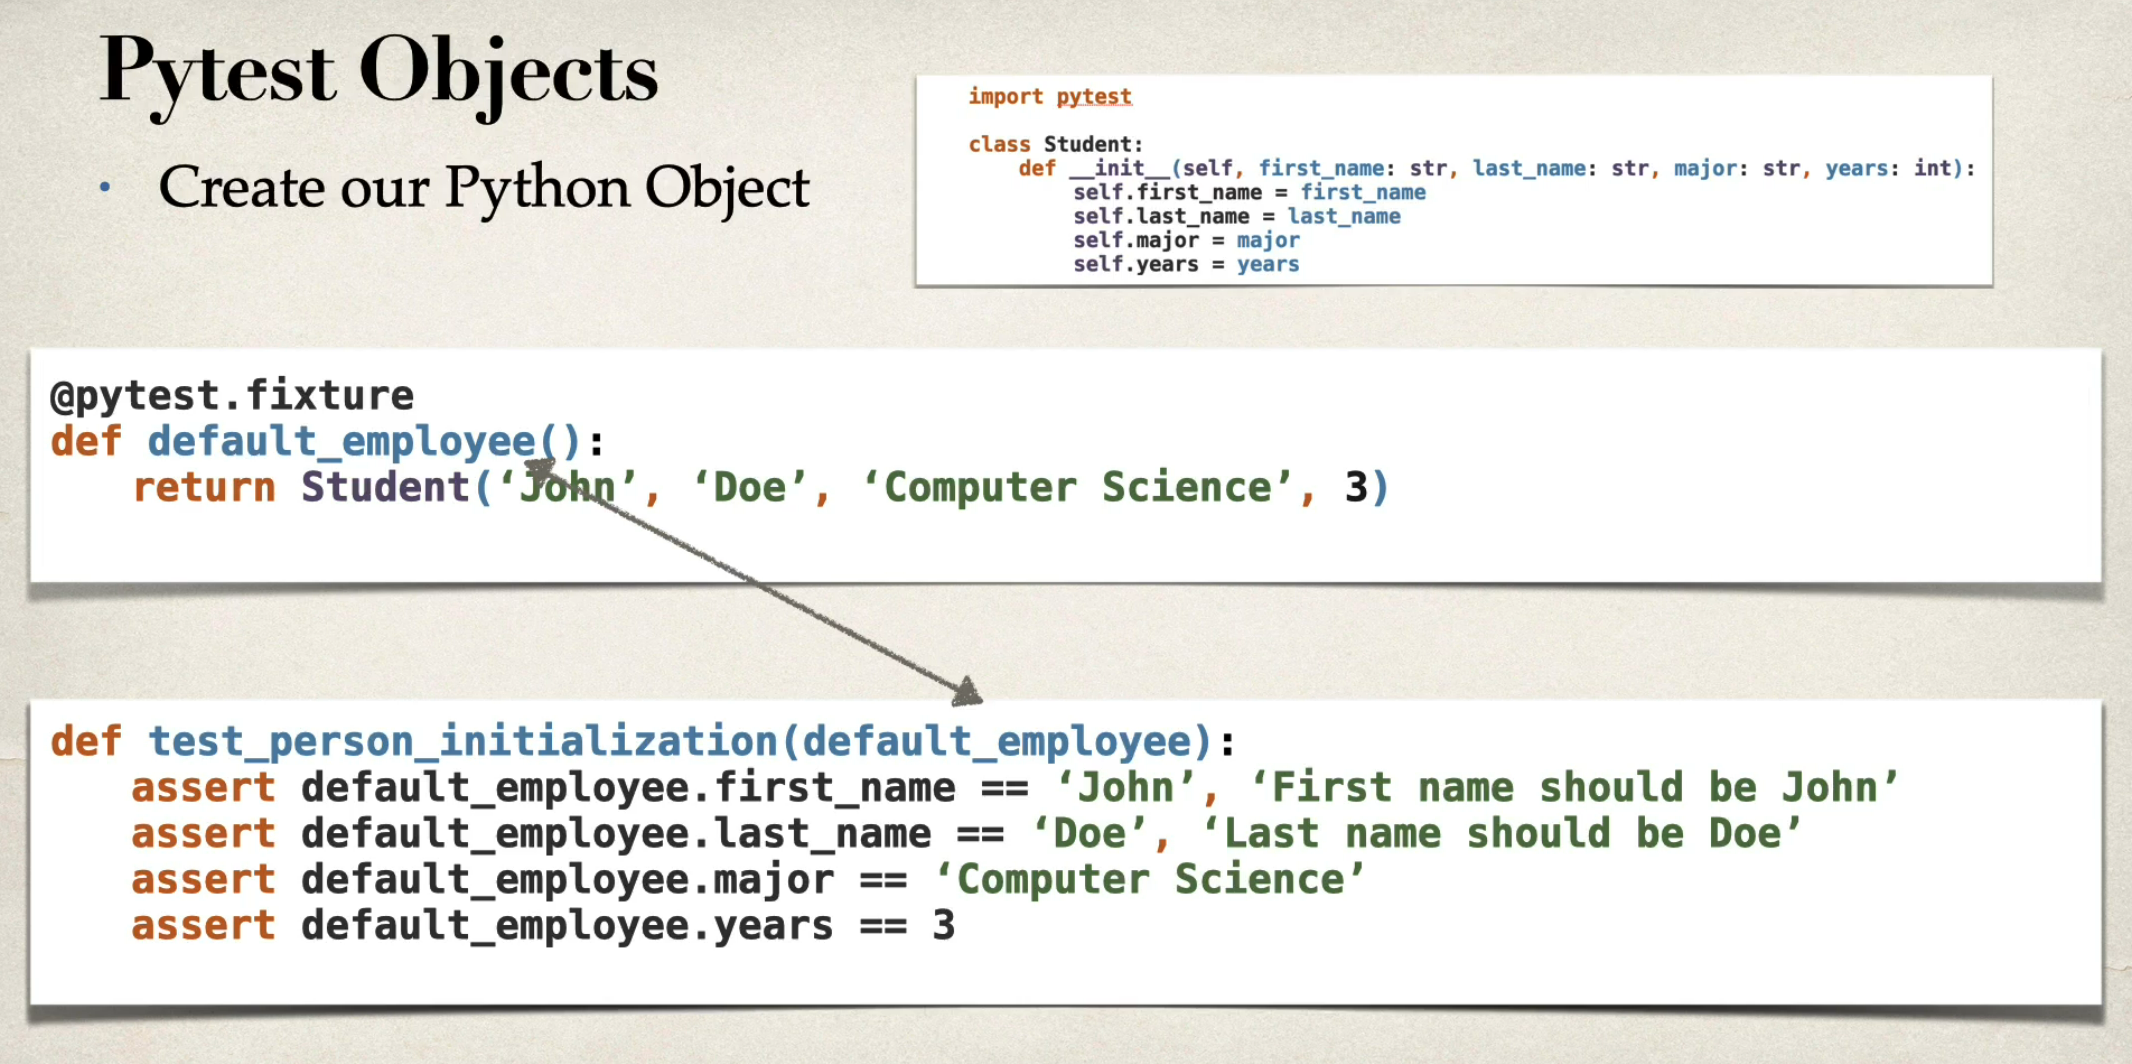 Pytest Objects
• Create our Python Object
import pytest
class Student:
    def __init__(self, first_name: str, last_name: str, major: str, years: int):
        self.first_name = first_name
        self.last_name = last_name
        self.major = major
        self.years = years
@pytest.fixture
def default_employee():
    return Student(‘John’, ‘Doe’, ‘Computer Science’, 3)
def test_person_initialization(default_employee):
    assert default_employee.first_name == ‘John’, ‘First name should be John’
    assert default_employee.last_name == ‘Doe’, ‘Last name should be Doe’
    assert default_employee.major == ‘Computer Science’
    assert default_employee.years == 3